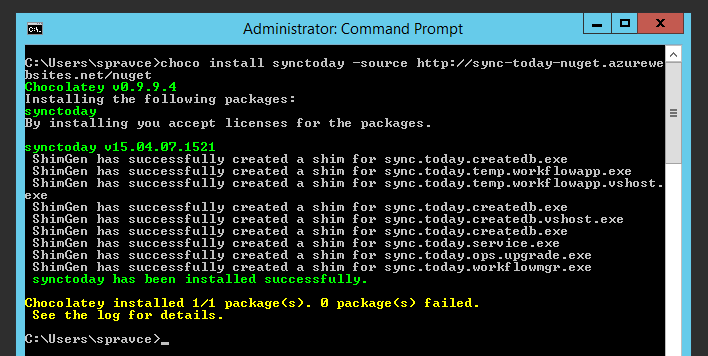 Administrator: Command Prompt
C:\Users\spravce>choco install synctoday -source http://sync-today-nuget.azurewe
bsites.net/nuget
Chocolatey v0.9.9.4
Installing the following packages:
synctoday
By installing you accept licenses for the packages.
synctoday v15.04.07.1521
ShimGen has successfully created a shim for sync.today.createdb.exe
ShimGen has successfully created a shim for sync.today.temp.workflowapp.exe
ShimGen has successfully created a shim for sync.today.temp.workflowapp.vshost.
exe
ShimGen has successfully created a shim for sync.today.createdb.exe
ShimGen has successfully created a shim for sync.today.createdb.vshost.exe
ShimGen has successfully created a shim for sync.today.createdb.exe
ShimGen has successfully created a shim for sync.today.service.exe
ShimGen has successfully created a shim for sync.today.ops.upgrade.exe
ShimGen has successfully created a shim for sync.today.workflowmgr.exe
synctoday has been installed successfully.
Chocolatey installed 1/1 package(s). 0 package(s) failed.
See the log for details.
C:\Users\spravce>_